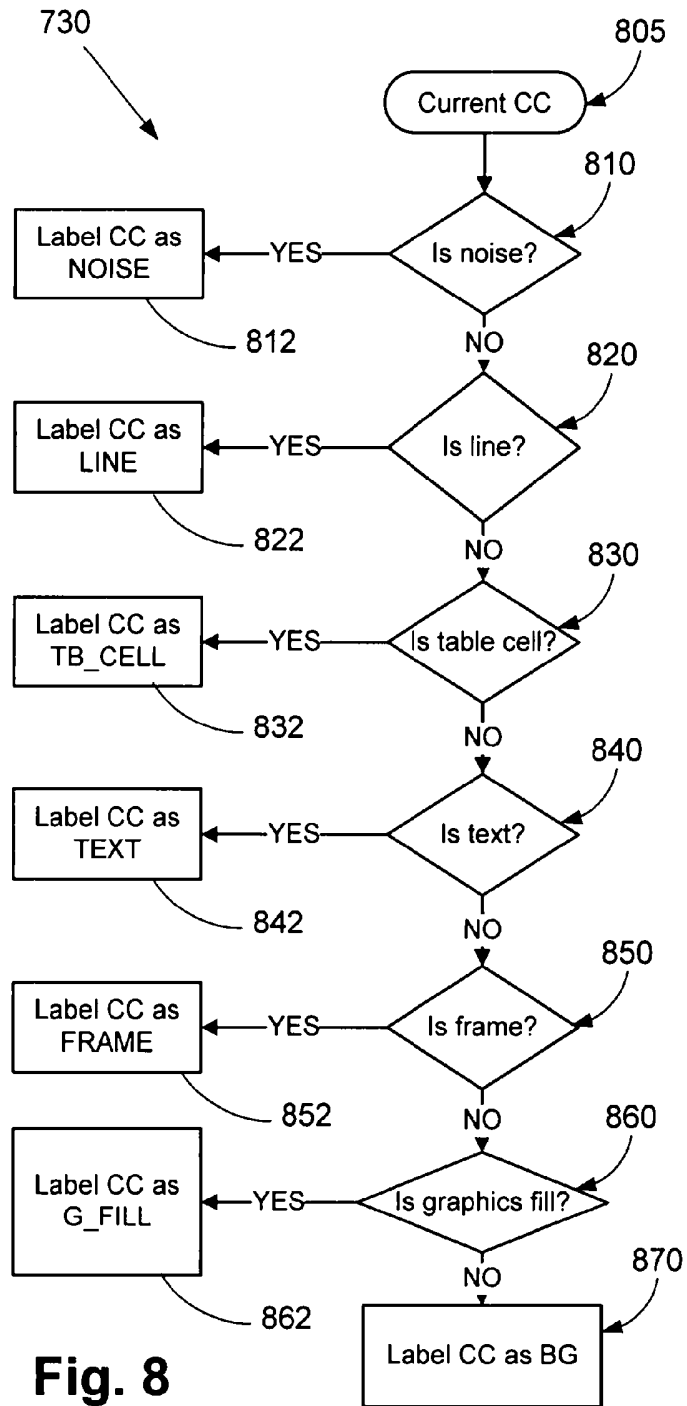 730
805
Current CC
810
Is noise?
YES
Label CC as
NOISE
812
NO
820
Is line?
YES
Label CC as
LINE
822
NO
830
Is table cell?
YES
Label CC as
TB_CELL
832
NO
840
Is text?
YES
Label CC as
TEXT
842
NO
850
Is frame?
YES
Label CC as
FRAME
852
NO
860
Is graphics fill?
YES
Label CC as
G_FILL
862
NO
870
Label CC as BG
Fig. 8